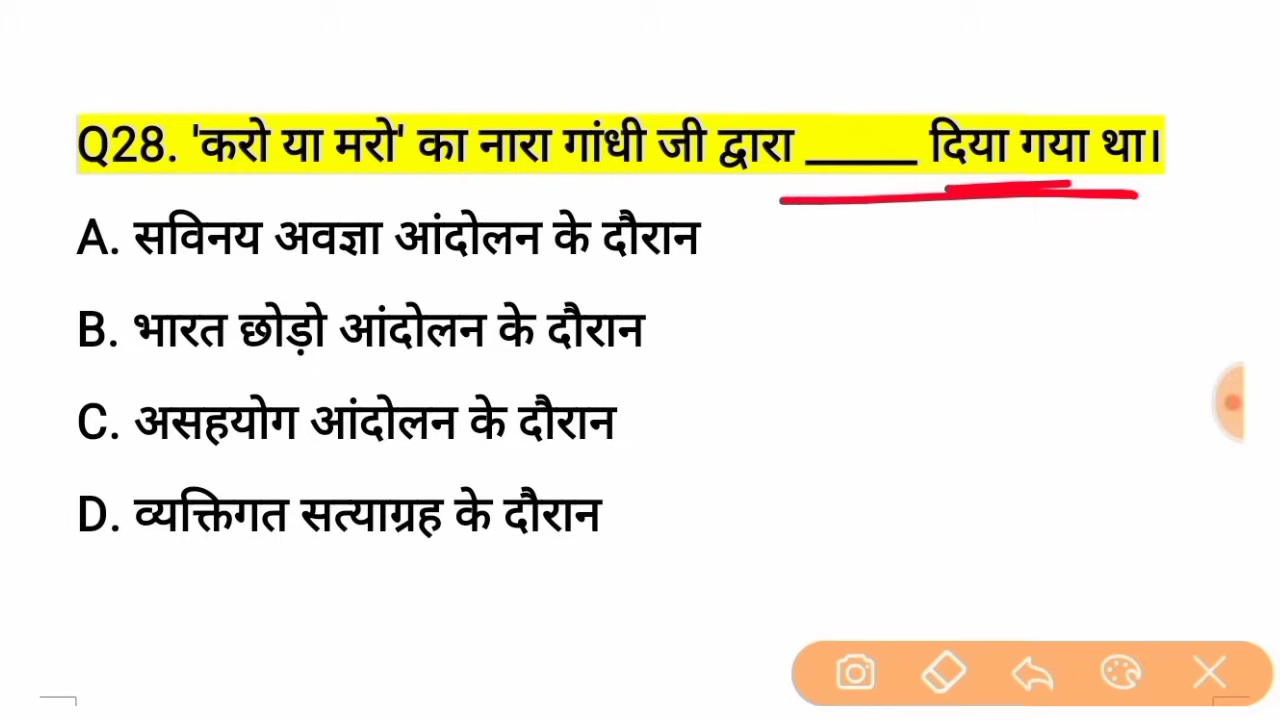 Q28. 'करो या मरो' का नारा गांधी जी द्वारा _____ दिया गया था।
A. सविनय अवज्ञा आंदोलन के दौरान
B. भारत छोड़ो आंदोलन के दौरान
C. असहयोग आंदोलन के दौरान
D. व्यक्तिगत सत्याग्रह के दौरान